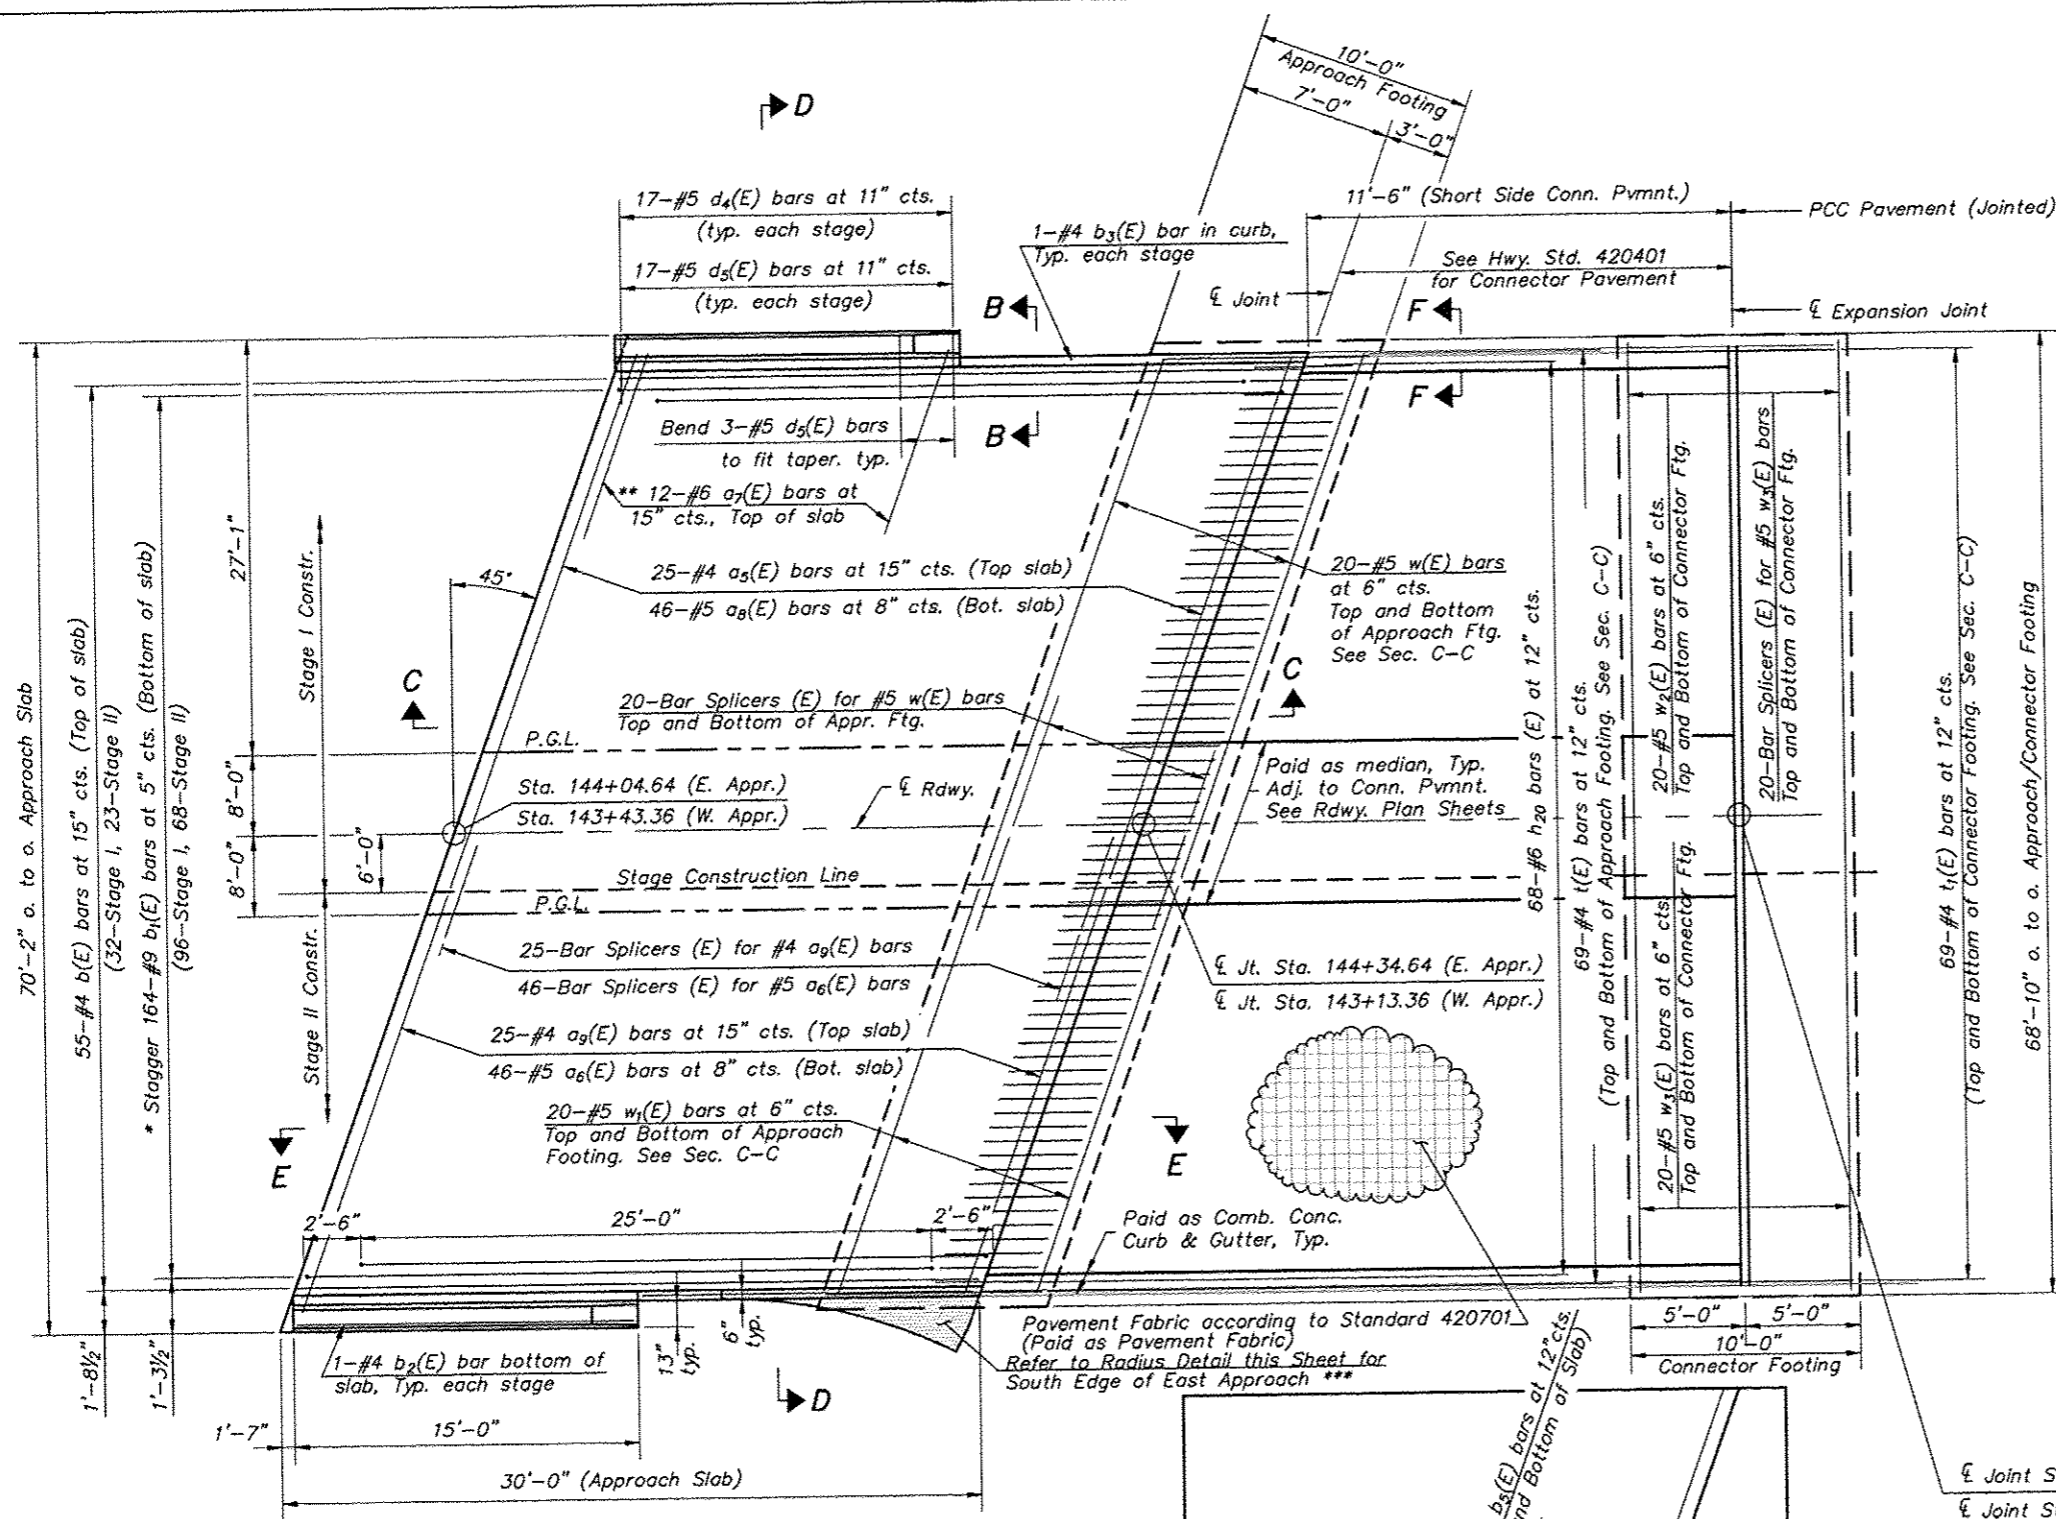 10'-0"
Approach Footing
7'-0"
3'-0"
D
17-#5 d4(E) bars at 11" cts.
(typ. each stage)
17-#5 d5(E) bars at 11" cts.
(typ. each stage)
1-#4 b3(E) bar in curb,
Typ. each stage
11'-6" (Short Side Conn. Pvmnt.)
PCC Pavement (Jointed)
See Hwy. Std. 420401
for Connector Pavement
℄ Joint
℄ Expansion Joint
B
F
F
B
Bend 3-#5 d5(E) bars
to fit taper. typ.
** 12-#6 a7(E) bars at
15" cts., Top of slab
45°
25-#4 a5(E) bars at 15" cts. (Top slab)
46-#5 a8(E) bars at 8" cts. (Bot. slab)
20-#5 w(E) bars
at 6" cts.
Top and Bottom
of Approach Ftg.
See Sec. C-C
C
C
20-Bar Splicers (E) for #5 w(E) bars
Top and Bottom of Appr. Ftg.
P.G.L.
Sta. 144+04.64 (E. Appr.)
Sta. 143+43.36 (W. Appr.)
℄ Rdwy.
Paid as median, Typ.
Adj. to Conn. Pvmnt.
See Rdwy. Plan Sheets
Stage Construction Line
P.G.L.
25-Bar Splicers (E) for #4 a9(E) bars
46-Bar Splicers (E) for #5 a6(E) bars
℄ Jt. Sta. 144+34.64 (E. Appr.)
℄ Jt. Sta. 143+13.36 (W. Appr.)
25-#4 a9(E) bars at 15" cts. (Top slab)
46-#5 a6(E) bars at 8" cts. (Bot. slab)
20-#5 w1(E) bars at 6" cts.
Top and Bottom of Approach
Footing. See Sec. C-C
E
E
2'-6"
25'-0"
2'-6"
Paid as Comb. Conc.
Curb & Gutter, Typ.
Pavement Fabric according to Standard 420701
(Paid as Pavement Fabric)
Refer to Radius Detail this Sheet for
South Edge of East Approach ***
1-#4 b2(E) bar bottom of
slab, Typ. each stage
13"
typ.
6"
typ.
D
1'-7"
15'-0"
30'-0" (Approach Slab)
5'-0"
5'-0"
10'-0"
Connector Footing
70'-2" o. to o. Approach Slab
55-#4 b(E) bars at 15" cts. (Top of slab)
(32-Stage I, 23-Stage II)
* Stagger 164-#9 b1(E) bars at 5" cts. (Bottom of slab)
(96-Stage I, 68-Stage II)
27'-1"
8'-0"
8'-0"
6'-0"
Stage I Constr.
Stage II Constr.
1'-8½"
1'-3½"
68-#6 h20 bars (E) at 12" cts.
69-#4 t(E) bars at 12" cts.
(Top and Bottom of Approach Footing. See Sec. C-C)
20-#5 w2(E) bars at 6" cts.
Top and Bottom of Connector Ftg.
20-Bar Splicers (E) for #5 w3(E) bars
Top and Bottom of Connector Ftg.
20-#5 w3(E) bars at 6" cts.
Top and Bottom of Connector Ftg.
69-#4 t1(E) bars at 12" cts.
(Top and Bottom of Connector Footing. See Sec. C-C)
68'-10" o. to o. Approach/Connector Footing
b5(E) bars at 12" cts.
and Bottom of Slab)
℄ Joint S
℄ Joint S